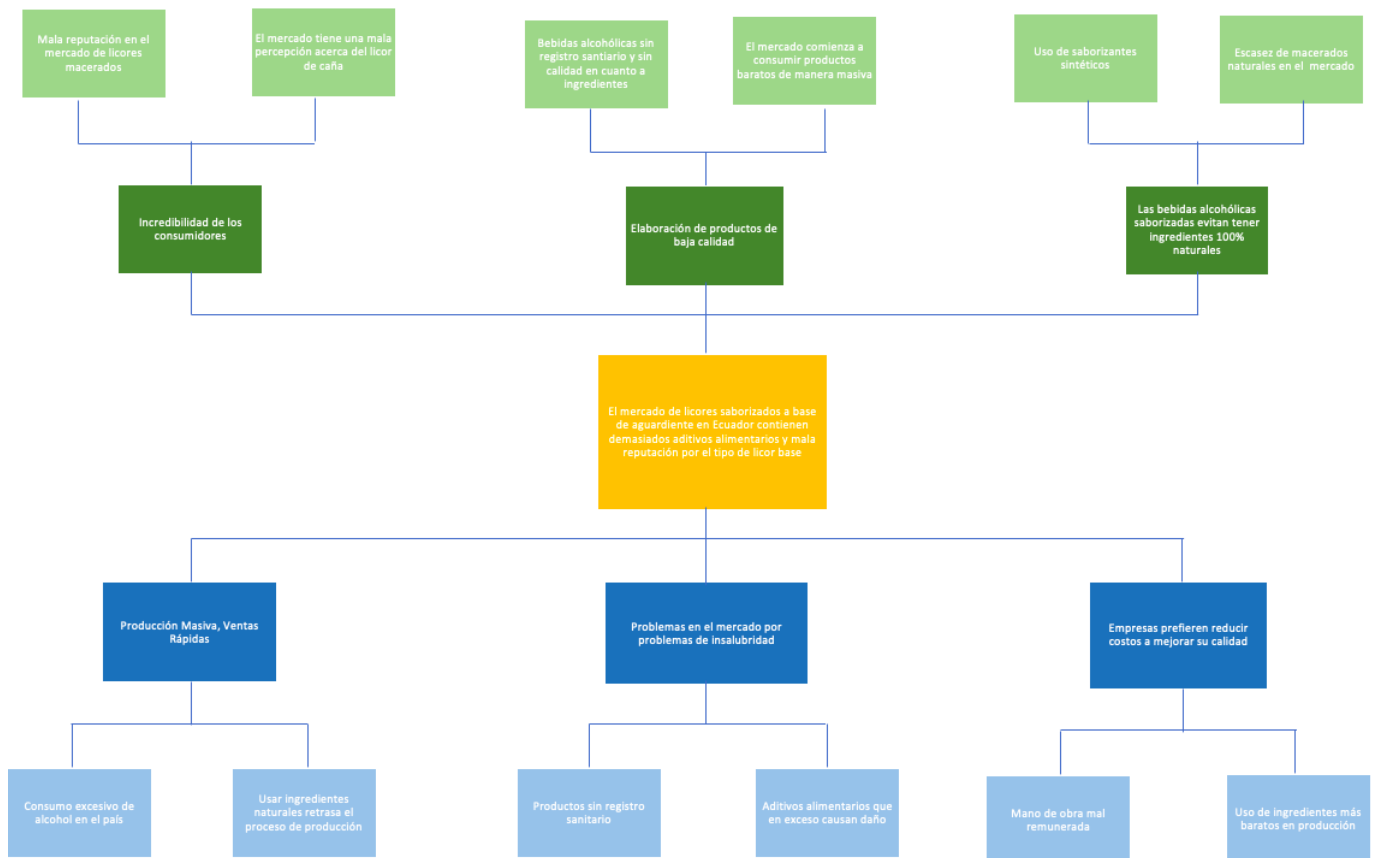 Mala reputación en el
mercado de licores
macerados
El mercado tiene una mala
percepción acerca del licor
de caña
Bebidas alcohólicas sin
registro santiario y sin
calidad en cuanto a
ingredientes
El mercado comienza a
consumir productos
baratos de manera masiva
Uso de saborizantes
sintéticos
Escasez de macerados
naturales en el mercado
Incredibilidad de los
consumidores
Elaboración de productos de
baja calidad
Las bebidas alcohólicas
saborizadas evitan tener
ingredientes 100%
naturales
El mercado de licores saborizados a base
de aguardiente en Ecuador contienen
demasiados aditivos alimentarios y mala
reputación por el tipo de licor base
Producción Masiva, Ventas
Rápidas
Problemas en el mercado por
problemas de insalubridad
Empresas prefieren reducir
costos a mejorar su calidad
Consumo excesivo de
alcohol en el país
Usar ingredientes
naturales retrasa el
proceso de producción
Productos sin registro
sanitario
Aditivos alimentarios que
en exceso causan daño
Mano de obra mal
remunerada
Uso de ingredientes más
baratos en producción